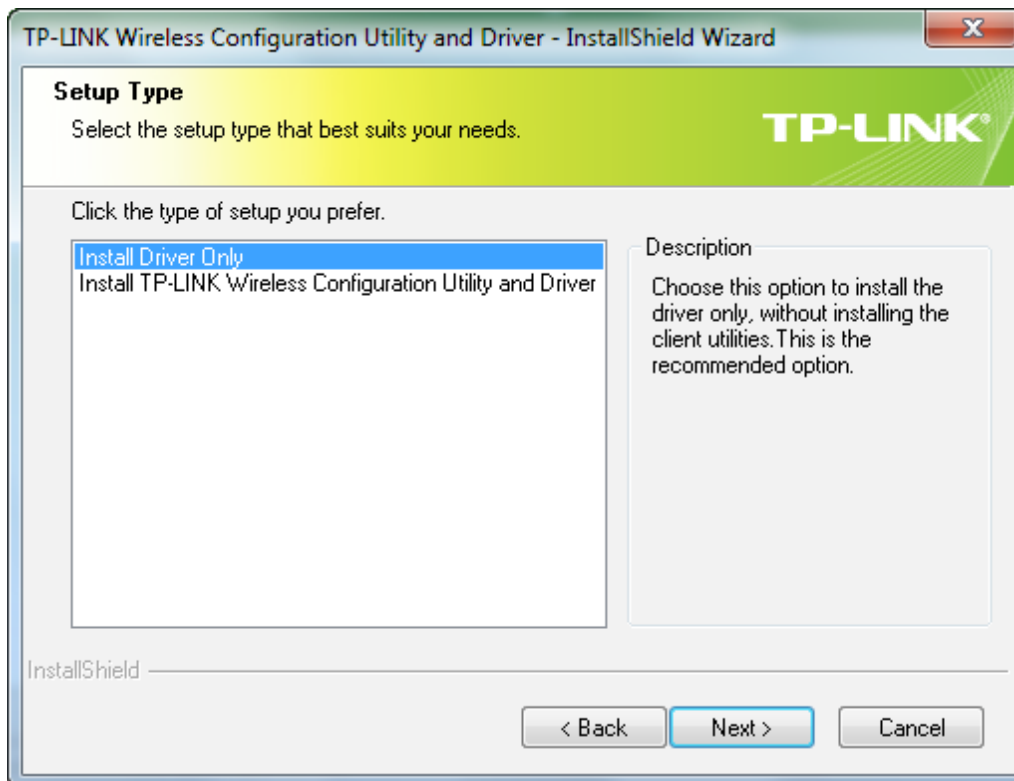 TP-LINK Wireless Configuration Utility and Driver - InstallShield Wizard
X
Setup Type
Select the setup type that best suits your needs.
TP-LINK®
Click the type of setup you prefer.
Install Driver Only
Install TP-LINK Wireless Configuration Utility and Driver
Description
Choose this option to install the
driver only, without installing the
client utilities.This is the
recommended option.
InstallShield
< Back
Next >
Cancel